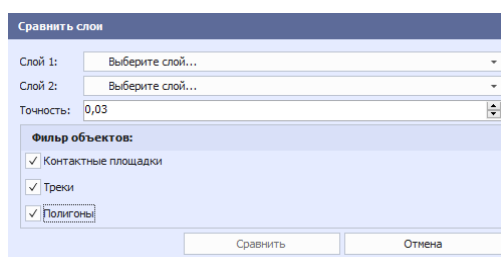 Сравнить слои
Слой 1: Выберите слой...
Слой 2: Выберите слой...
Точность: 0,03
Фильр объектов:
Контактные площадки
Треки
Полигоны
Сравнить Отмена